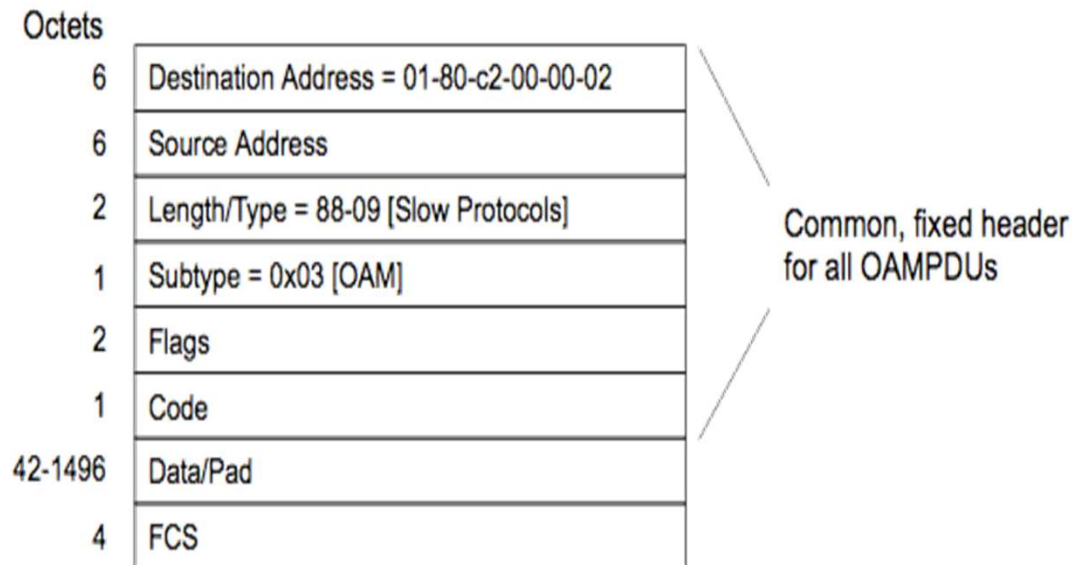 Octets
6 Destination Address = 01-80-c2-00-00-02
6 Source Address
2 Length/Type = 88-09 [Slow Protocols]
1 Subtype = 0x03 [OAM]
2 Flags
1 Code
42-1496 Data/Pad
4 FCS
Common, fixed header
for all OAMPDUs